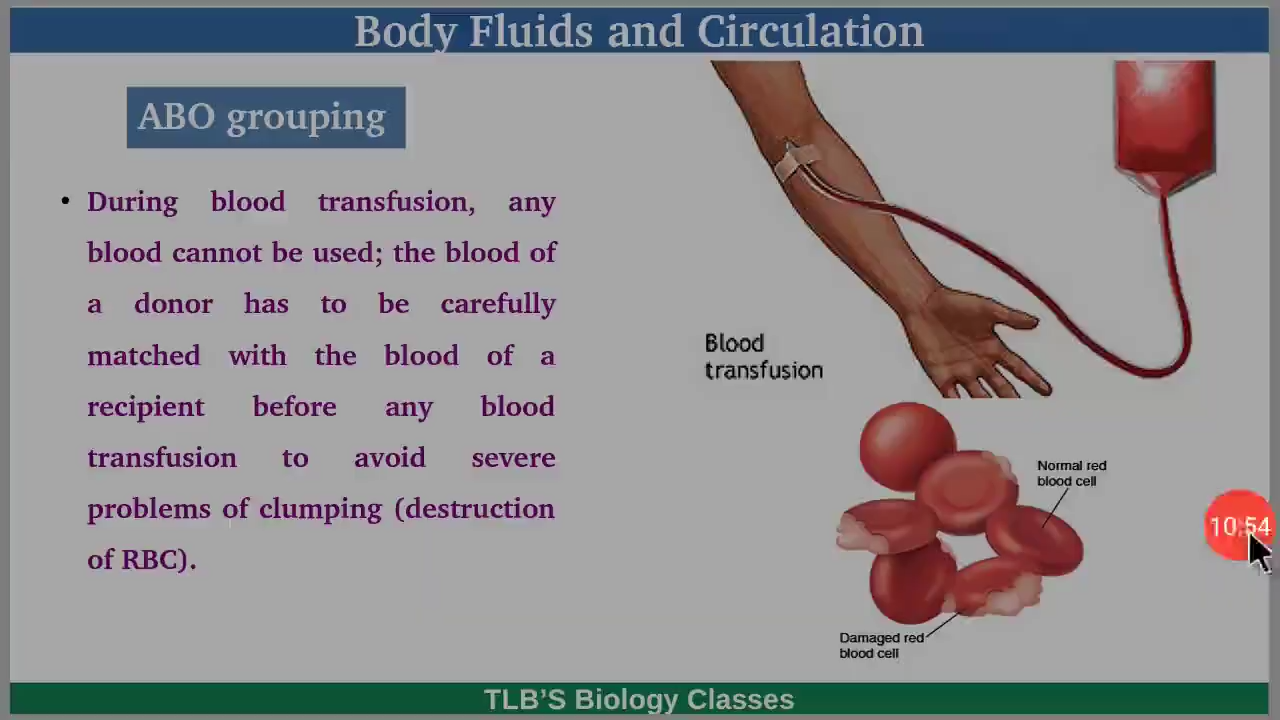 Body Fluids and Circulation
ABO grouping
• During blood transfusion, any
blood cannot be used; the blood of
a donor has to be carefully
matched with the blood of a
recipient before any blood
transfusion to avoid severe
problems of clumping (destruction
of RBC).
Blood
transfusion
Normal red
blood cell
10:54
Damaged red
blood cell
TLB'S Biology Classes